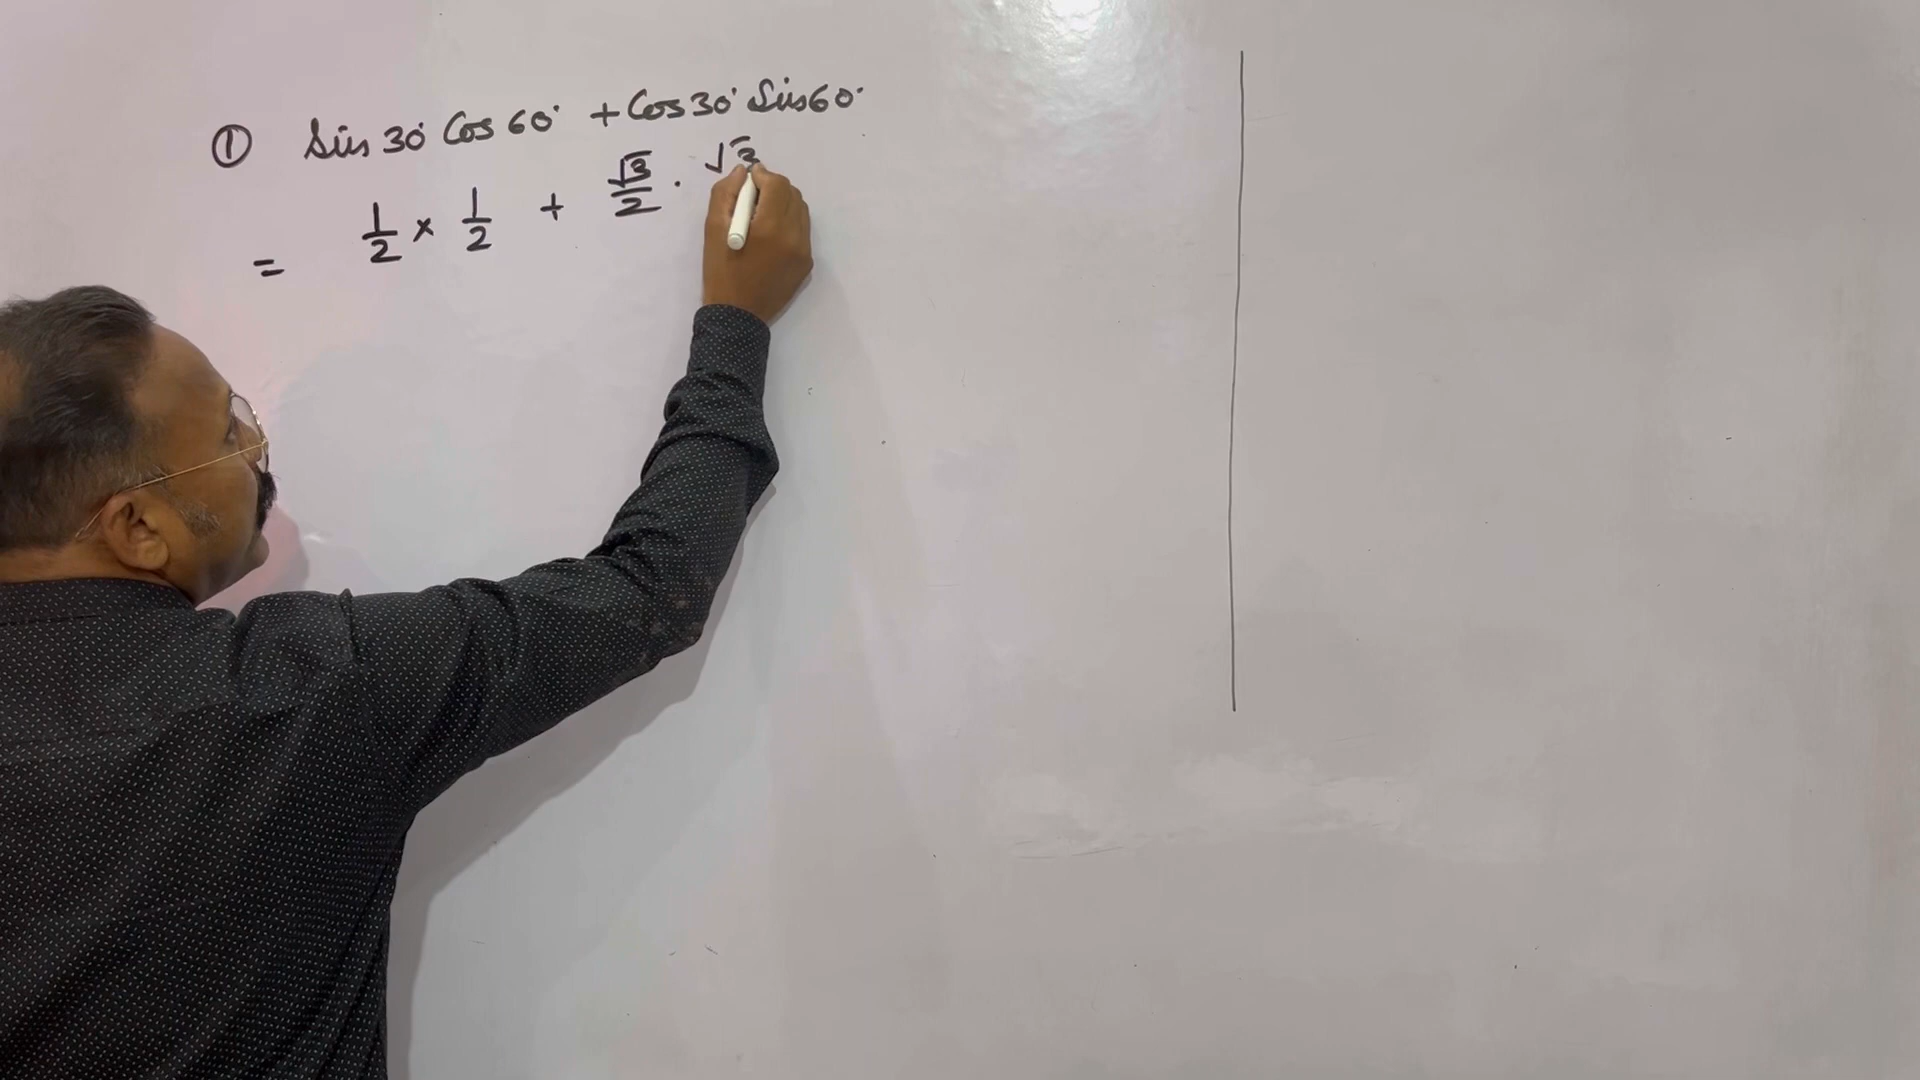 ① Sin 30° Cos 60° + Cos 30° Sin 60°
= 1/2 × 1/2 + √3/2 · √3